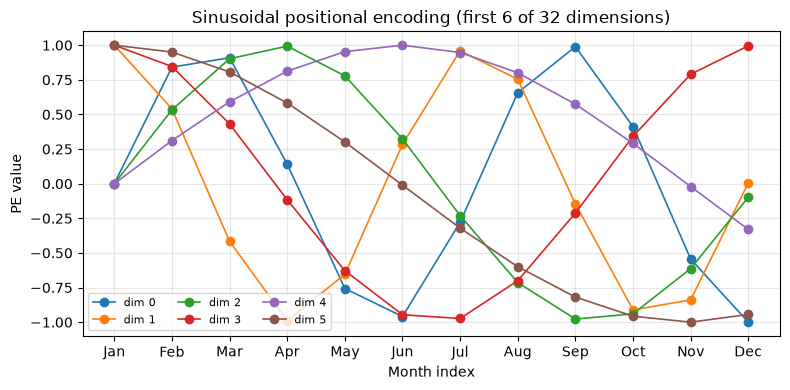 Sinusoidal positional encoding (first 6 of 32 dimensions)
PE value
1.00
0.75
0.50
0.25
0.00
−0.25
−0.50
−0.75
−1.00
dim 0 dim 2 dim 4
dim 1 dim 3 dim 5
Jan Feb Mar Apr May Jun Jul Aug Sep Oct Nov Dec
Month index